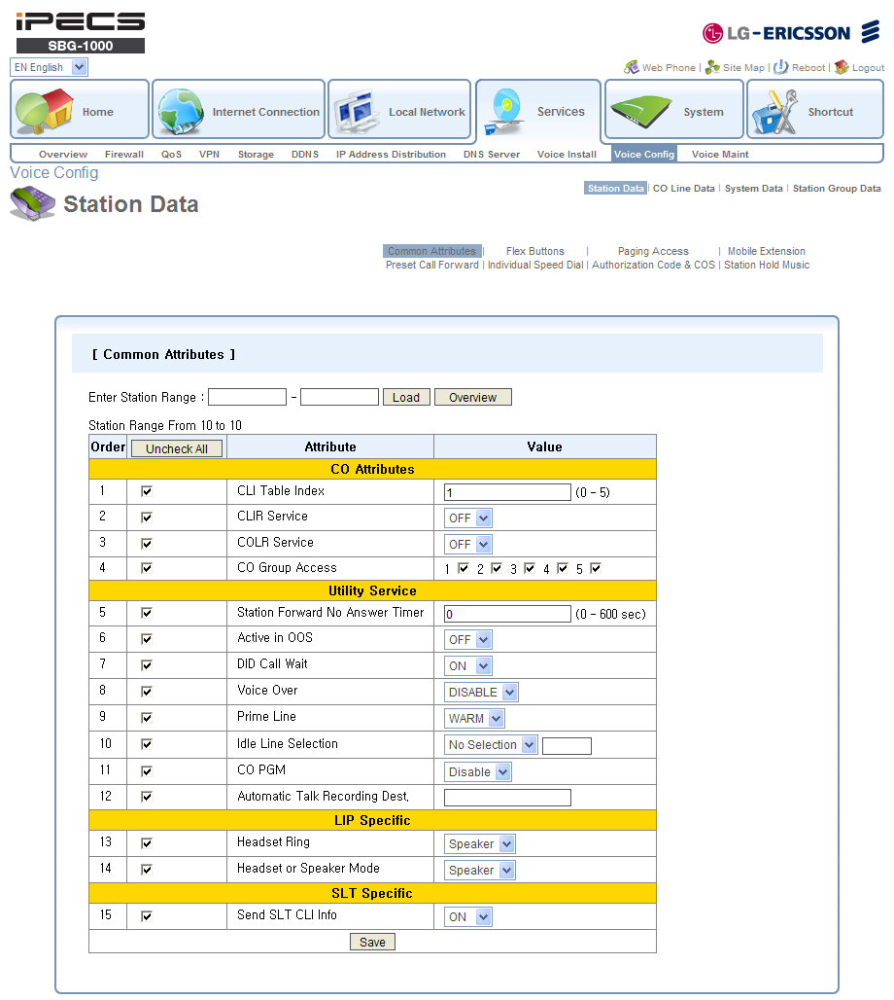 iPECS
SBG-1000
LG-ERICSSON
EN English
Web Phone | Site Map | Reboot | Logout
Home Internet Connection Local Network Services System Shortcut
Overview Firewall QoS VPN Storage DDNS IP Address Distribution DNS Server Voice Install Voice Config Voice Maint
Voice Config
Station Data | CO Line Data | System Data | Station Group Data
Station Data
Common Attributes | Flex Buttons | Paging Access | Mobile Extension
Preset Call Forward | Individual Speed Dial | Authorization Code & COS | Station Hold Music
[ Common Attributes ]
Enter Station Range : - Load Overview
Station Range From 10 to 10
Order Uncheck All Attribute Value
CO Attributes
1 CLI Table Index 1 (0 - 5)
2 CLIR Service OFF
3 COLR Service OFF
4 CO Group Access 1 2 3 4 5
Utility Service
5 Station Forward No Answer Timer 0 (0 - 600 sec)
6 Active in OOS OFF
7 DID Call Wait ON
8 Voice Over DISABLE
9 Prime Line WARM
10 Idle Line Selection No Selection
11 CO PGM Disable
12 Automatic Talk Recording Dest.
LIP Specific
13 Headset Ring Speaker
14 Headset or Speaker Mode Speaker
SLT Specific
15 Send SLT CLI Info ON
Save